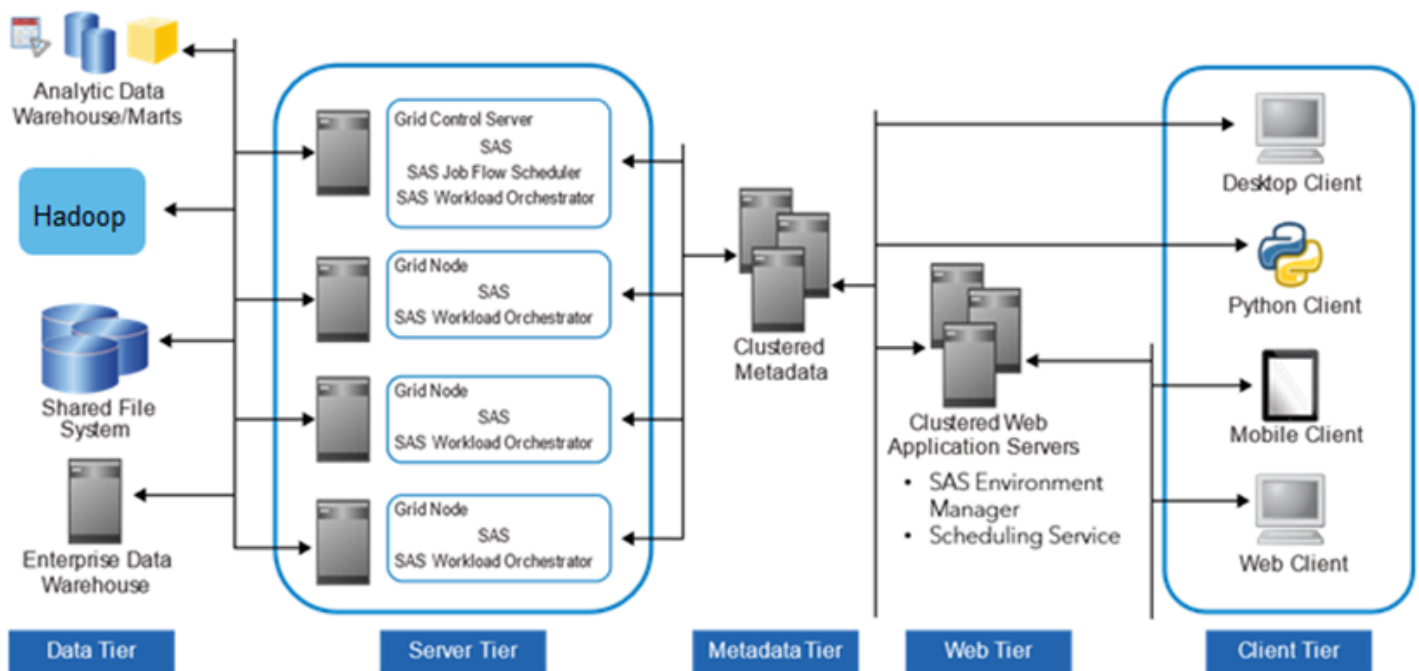 Analytic Data
Warehouse/Marts
Hadoop
Shared File
System
Enterprise Data
Warehouse
Data Tier
Grid Control Server
SAS
SAS Job Flow Scheduler
SAS Workload Orchestrator
Grid Node
SAS
SAS Workload Orchestrator
Grid Node
SAS
SAS Workload Orchestrator
Grid Node
SAS
SAS Workload Orchestrator
Server Tier
Clustered
Metadata
Metadata Tier
Clustered Web
Application Servers
• SAS Environment
Manager
• Scheduling Service
Web Tier
Desktop Client
Python Client
Mobile Client
Web Client
Client Tier